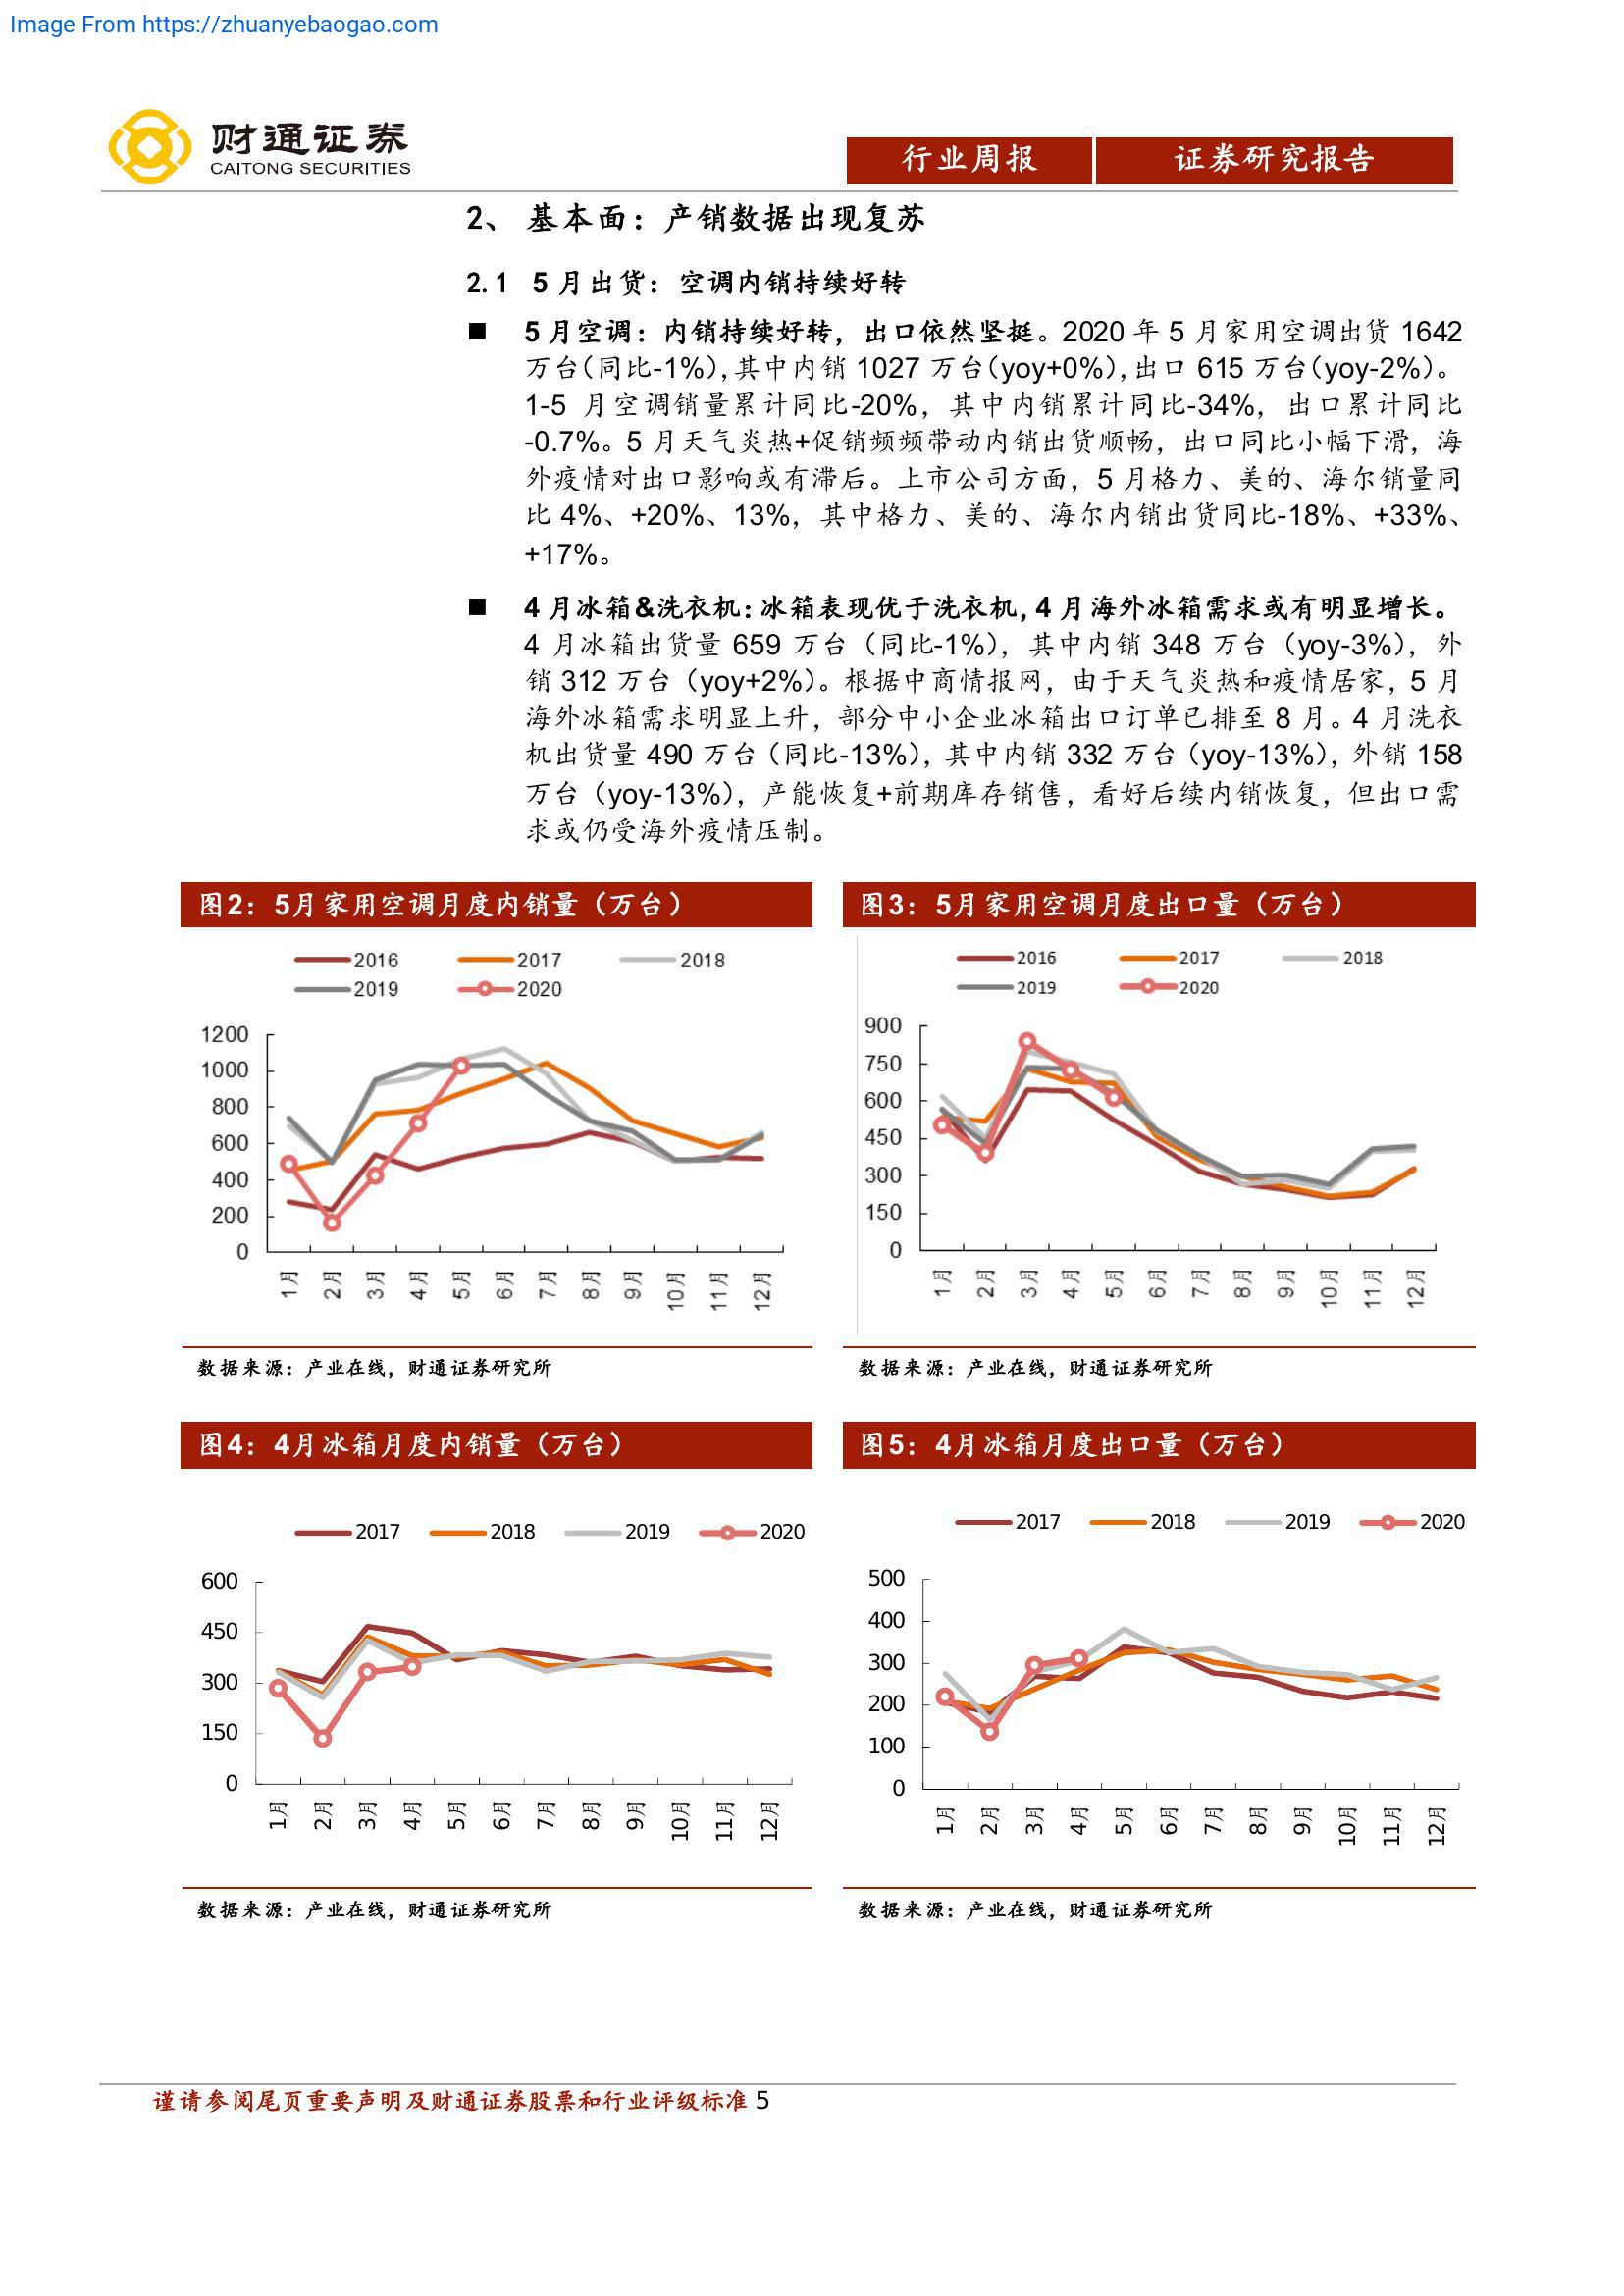 Image From https://zhuanyebaogao.com
财通证券
CAITONG SECURITIES
行业周报
证券研究报告
2、 基本面：产销数据出现复苏
2.1 5 月出货：空调内销持续好转
■ 5 月空调：内销持续好转，出口依然坚挺。2020 年 5 月家用空调出货 1642
万台（同比-1%），其中内销 1027 万台（yoy+0%），出口 615 万台（yoy-2%）。
1-5 月空调销量累计同比-20%，其中内销累计同比-34%，出口累计同比
-0.7%。5 月天气炎热+促销频频带动内销出货顺畅，出口同比小幅下滑，海
外疫情对出口影响或有滞后。上市公司方面，5 月格力、美的、海尔销量同
比 4%、+20%、13%，其中格力、美的、海尔内销出货同比-18%、+33%、
+17%。
■ 4 月冰箱&洗衣机：冰箱表现优于洗衣机，4 月海外冰箱需求或有明显增长。
4 月冰箱出货量 659 万台（同比-1%），其中内销 348 万台（yoy-3%），外
销 312 万台（yoy+2%）。根据中商情报网，由于天气炎热和疫情居家，5 月
海外冰箱需求明显上升，部分中小企业冰箱出口订单已排至 8 月。4 月洗衣
机出货量 490 万台（同比-13%），其中内销 332 万台（yoy-13%），外销 158
万台（yoy-13%），产能恢复+前期库存销售，看好后续内销恢复，但出口需
求或仍受海外疫情压制。
图2：5月家用空调月度内销量（万台）
2016 2017 2018
2019 2020
1200
1000
800
600
400
200
0
1月 2月 3月 4月 5月 6月 7月 8月 9月 10月 11月 12月
数据来源：产业在线，财通证券研究所
图3：5月家用空调月度出口量（万台）
2016 2017 2018
2019 2020
900
750
600
450
300
150
0
1月 2月 3月 4月 5月 6月 7月 8月 9月 10月 11月 12月
数据来源：产业在线，财通证券研究所
图4：4月冰箱月度内销量（万台）
2017 2018 2019 2020
600
450
300
150
0
1月 2月 3月 4月 5月 6月 7月 8月 9月 10月 11月 12月
数据来源：产业在线，财通证券研究所
图5：4月冰箱月度出口量（万台）
2017 2018 2019 2020
500
400
300
200
100
0
1月 2月 3月 4月 5月 6月 7月 8月 9月 10月 11月 12月
数据来源：产业在线，财通证券研究所
谨请参阅尾页重要声明及财通证券股票和行业评级标准 5